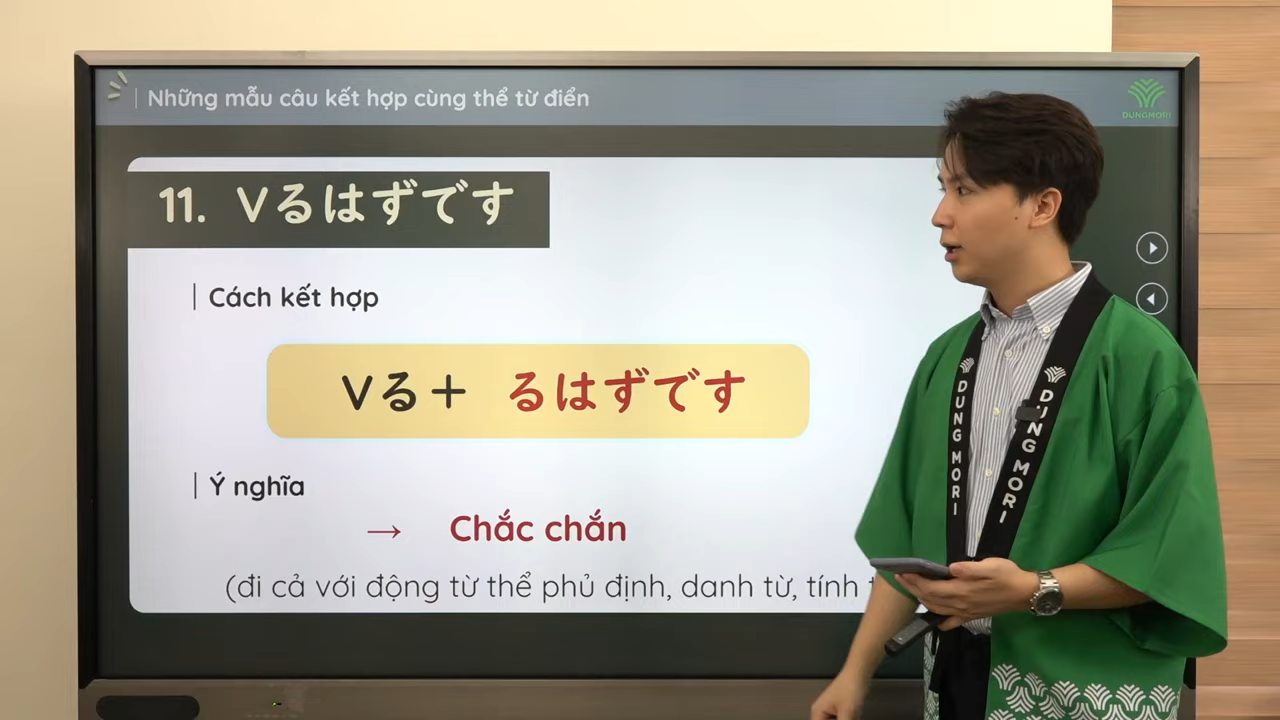 Những mẫu câu kết hợp cùng thể từ điển
DUNGMORI
11. Vるはずです
Cách kết hợp
Vる＋ るはずです
Ý nghĩa
→ Chắc chắn
(đi cả với động từ thể phủ định, danh từ, tính
DUNG MORI
DUNG MORI